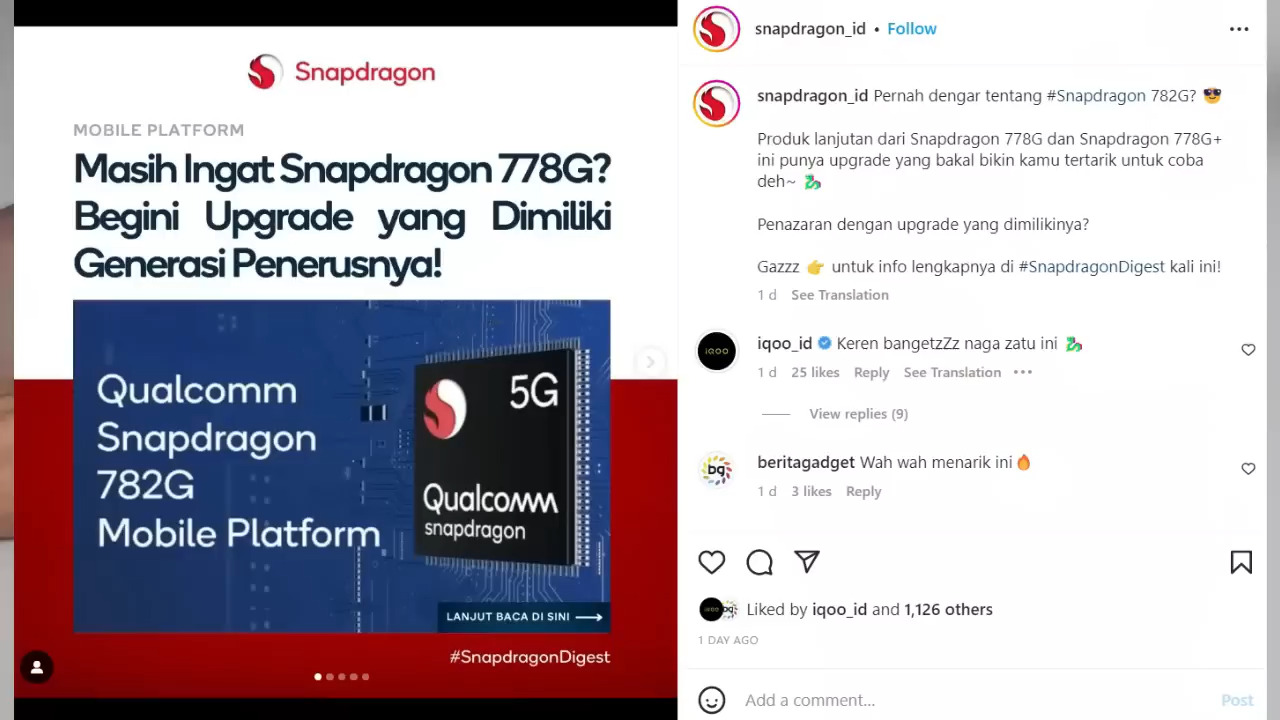 Snapdragon
MOBILE PLATFORM
Masih Ingat Snapdragon 778G?
Begini Upgrade yang Dimiliki
Generasi Penerusnya!
Qualcomm
Snapdragon
782G
Mobile Platform
5G
Qualcomm
snapdragon
LANJUT BACA DI SINI
#SnapdragonDigest
snapdragon_id • Follow
snapdragon_id Pernah dengar tentang #Snapdragon 782G? 😎
Produk lanjutan dari Snapdragon 778G dan Snapdragon 778G+
ini punya upgrade yang bakal bikin kamu tertarik untuk coba
deh~ 🐉
Penazaran dengan upgrade yang dimilikinya?
Gazzz 👉 untuk info lengkapnya di #SnapdragonDigest kali ini!
1 d See Translation
iqoo_id Keren bangetzZz naga zatu ini 🐉
1 d 25 likes Reply See Translation
View replies (9)
beritagadget Wah wah menarik ini🔥
1 d 3 likes Reply
Liked by iqoo_id and 1,126 others
1 DAY AGO
Add a comment...
Post
iQOO
bg